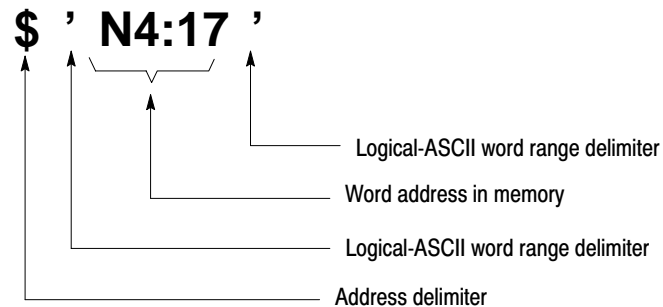 $ ’ N4:17 ’
Logical-ASCII word range delimiter
Word address in memory
Logical-ASCII word range delimiter
Address delimiter